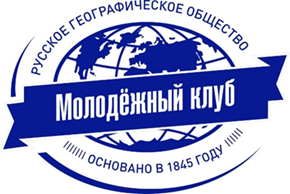 РУССКОЕ ГЕОГРАФИЧЕСКОЕ ОБЩЕСТВО
Молодёжный клуб
ОСНОВАНО В 1845 ГОДУ